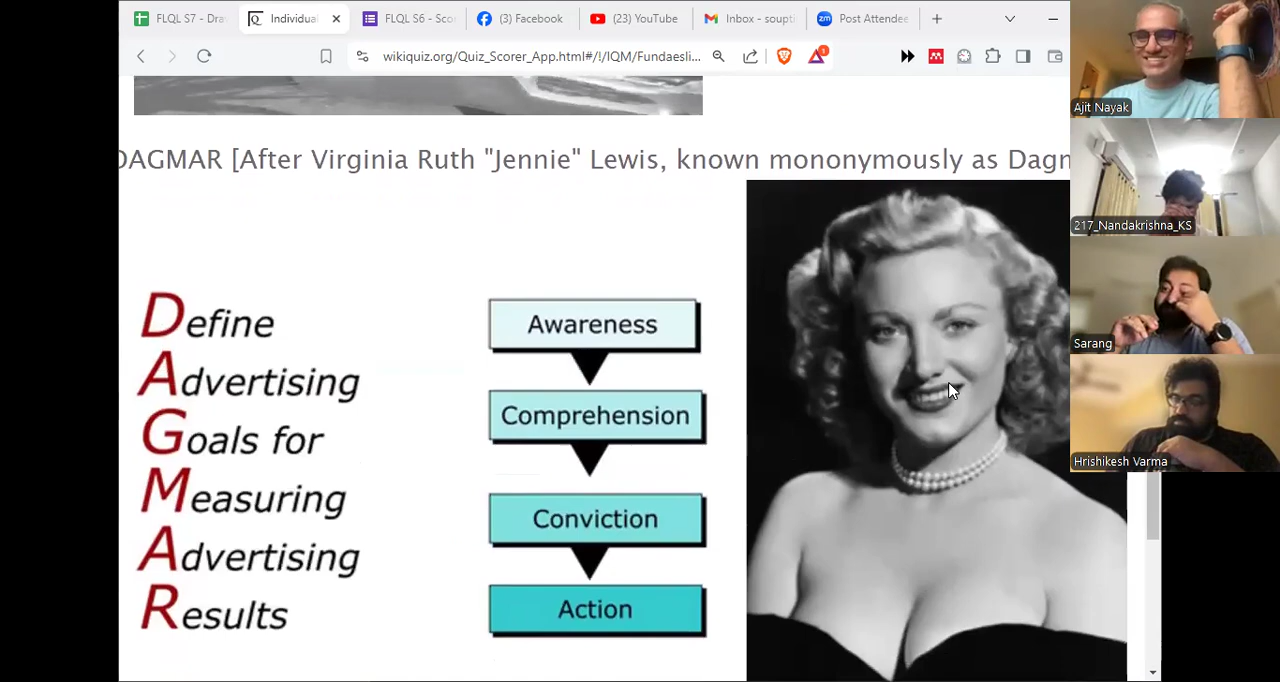 FLQL S7 - Dra
Individual
FLQL S6 - Sco
(3) Facebook
(23) YouTube
Inbox - soupti
Post Attendee
wikiquiz.org/Quiz_Scorer_App.html#/!/IQM/Fundaesli...
Ajit Nayak
DAGMAR [After Virginia Ruth "Jennie" Lewis, known mononymously as Dagm
217_Nandakrishna_KS
Define
Advertising
Goals for
Measuring
Advertising
Results
Awareness
Comprehension
Conviction
Action
Sarang
Hrishikesh Varma